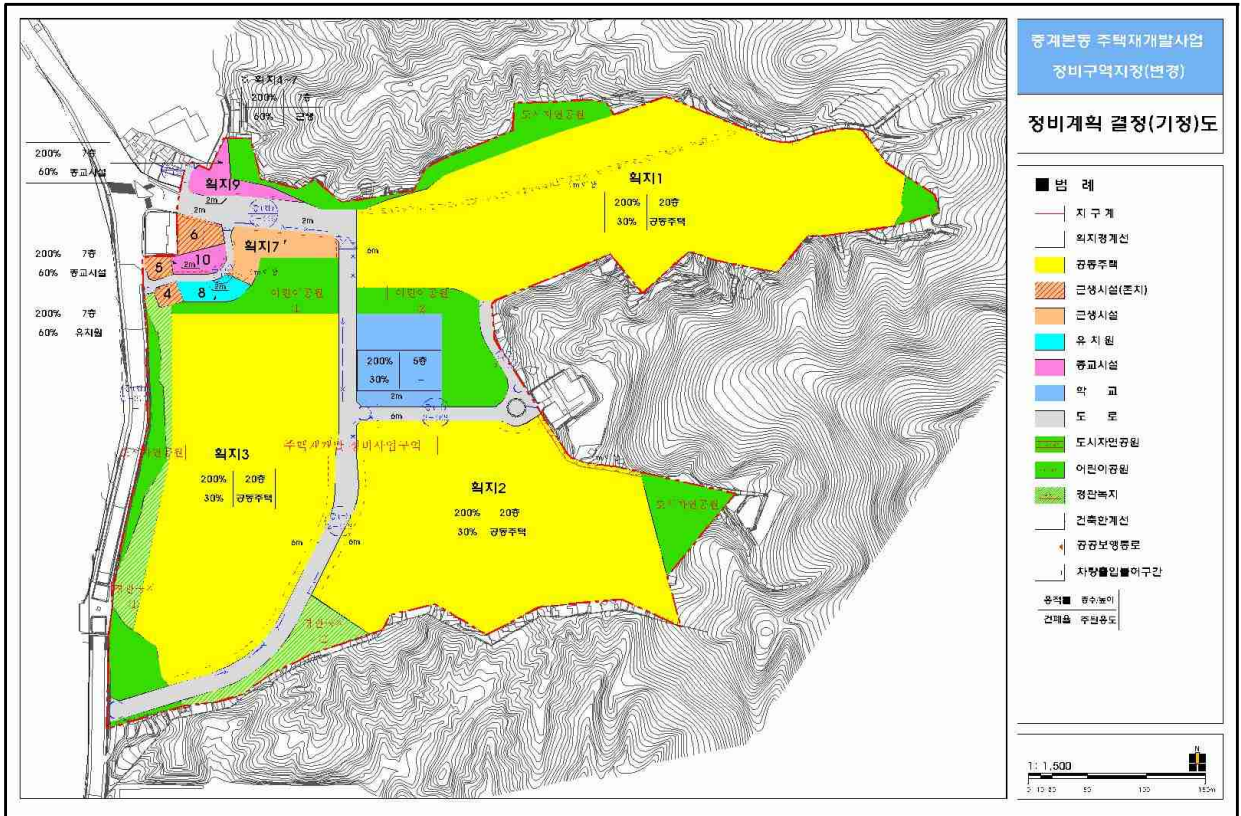 중계본동 주택재개발사업
정비구역지정(변경)
정비계획 결정(기정)도
■ 범 례
지구계
획지경계선
공동주택
근생시설(존치)
근생시설
유치원
종교시설
학 교
도 로
도시자연공원
어린이공원
경관녹지
건축한계선
공공보행통로
차량출입불허구간
용적률 층수/높이
건폐율 주된용도
N
1: 1,500
0 10 20 50 100 150m
획지4~7
200% 7층
60% 근생
도시자연공원
200% 7층
60% 종교시설
획지9
획지1
200% 20층
30% 공동주택
2m
2m
2m
6m
6
획지7
5
10
2m
200% 7층
60% 종교시설
4
8
2m
어린이공원
어린이공원
200% 7층
60% 유치원
200% 5층
30% -
2m
6m
주택재개발 정비사업구역
도시자연공원
획지3
200% 20층
30% 공동주택
획지2
200% 20층
30% 공동주택
도시자연공원
6m
6m